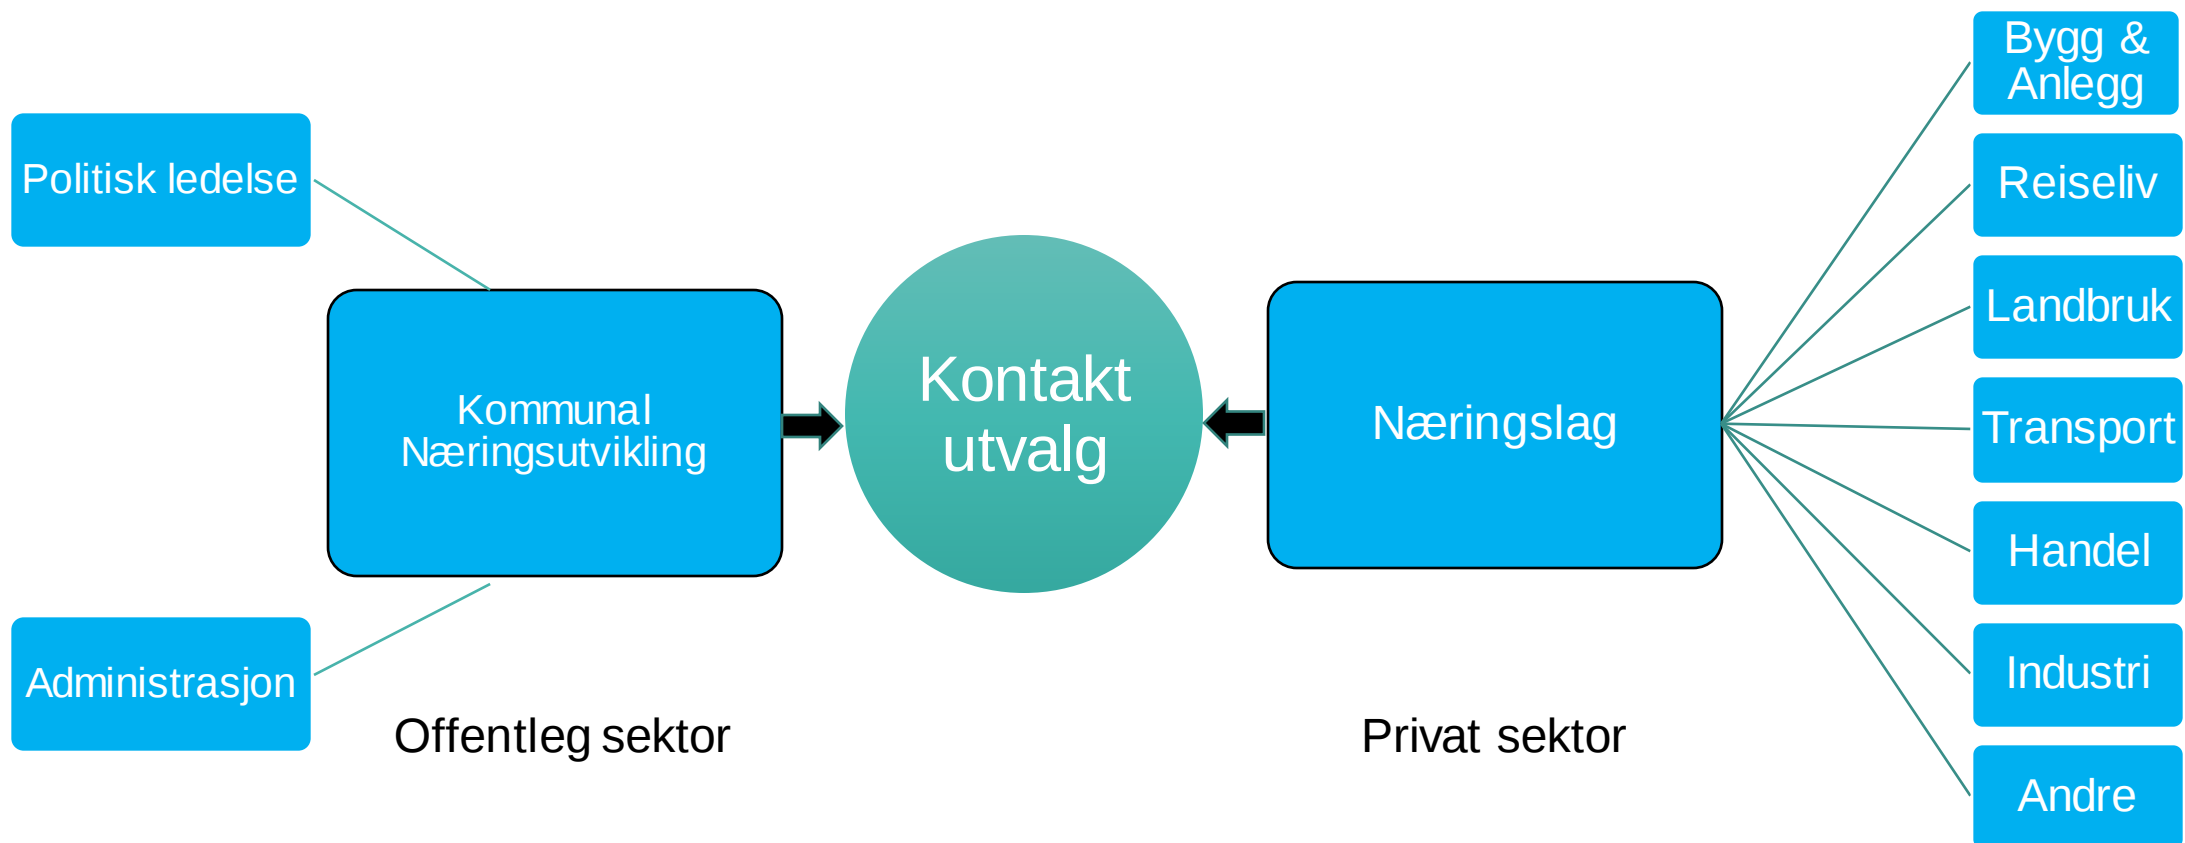 Politisk ledelse
Administrasjon
Kommunal
Næringsutvikling
Offentleg sektor
Kontakt
utvalg
Næringslag
Privat sektor
Bygg &
Anlegg
Reiseliv
Landbruk
Transport
Handel
Industri
Andre